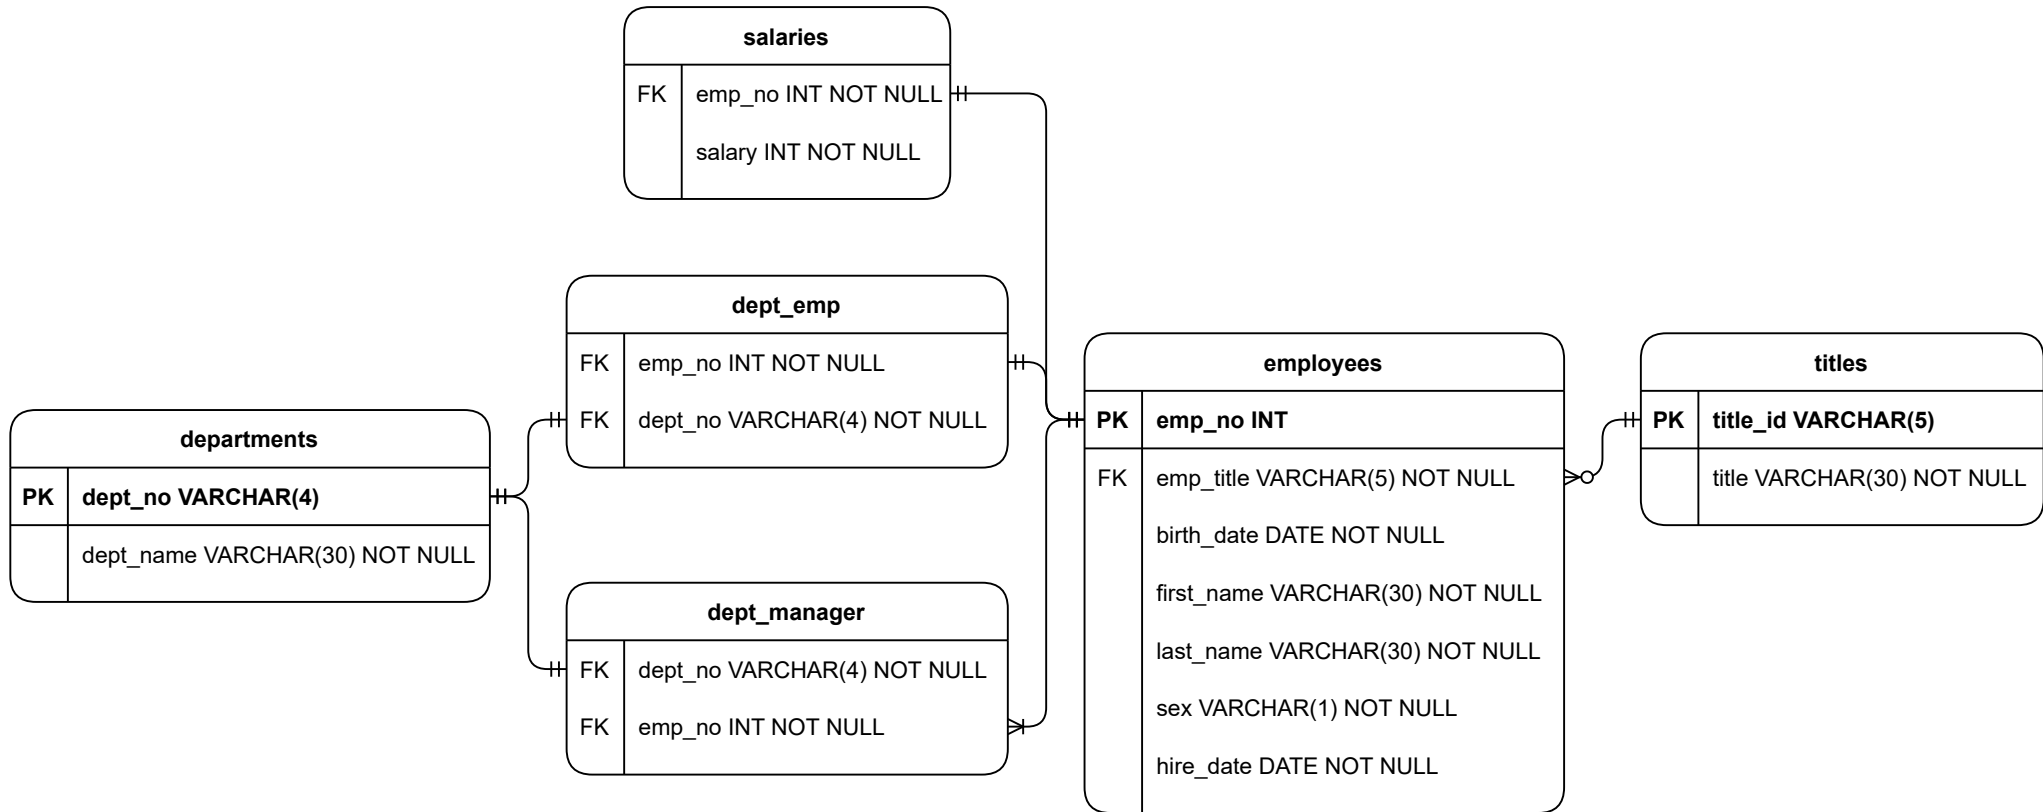 salaries
FK emp_no INT NOT NULL
salary INT NOT NULL
dept_emp
FK emp_no INT NOT NULL
FK dept_no VARCHAR(4) NOT NULL
departments
PK dept_no VARCHAR(4)
dept_name VARCHAR(30) NOT NULL
dept_manager
FK dept_no VARCHAR(4) NOT NULL
FK emp_no INT NOT NULL
employees
PK emp_no INT
FK emp_title VARCHAR(5) NOT NULL
birth_date DATE NOT NULL
first_name VARCHAR(30) NOT NULL
last_name VARCHAR(30) NOT NULL
sex VARCHAR(1) NOT NULL
hire_date DATE NOT NULL
titles
PK title_id VARCHAR(5)
title VARCHAR(30) NOT NULL